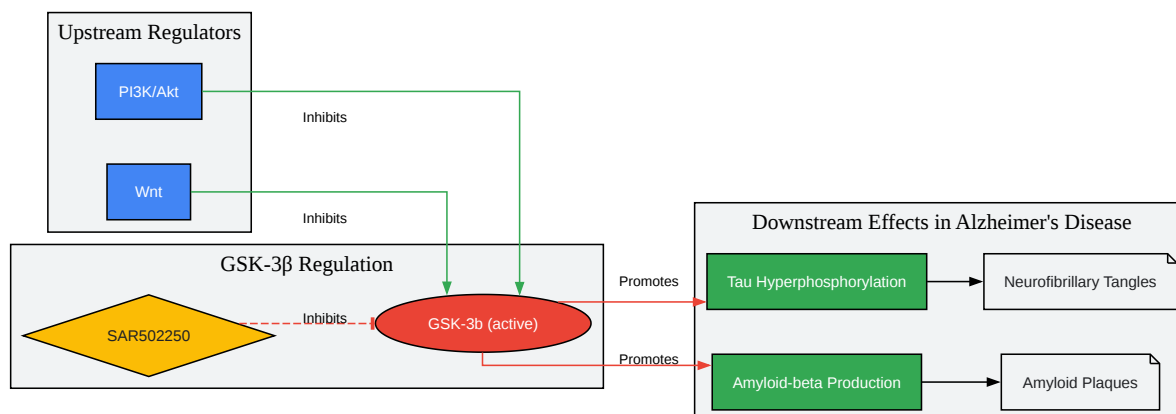 Upstream Regulators
PI3K/Akt
Inhibits
Wnt
Inhibits
GSK-3β Regulation
SAR502250
Inhibits
GSK-3b (active)
Downstream Effects in Alzheimer's Disease
Promotes
Tau Hyperphosphorylation
Neurofibrillary Tangles
Promotes
Amyloid-beta Production
Amyloid Plaques